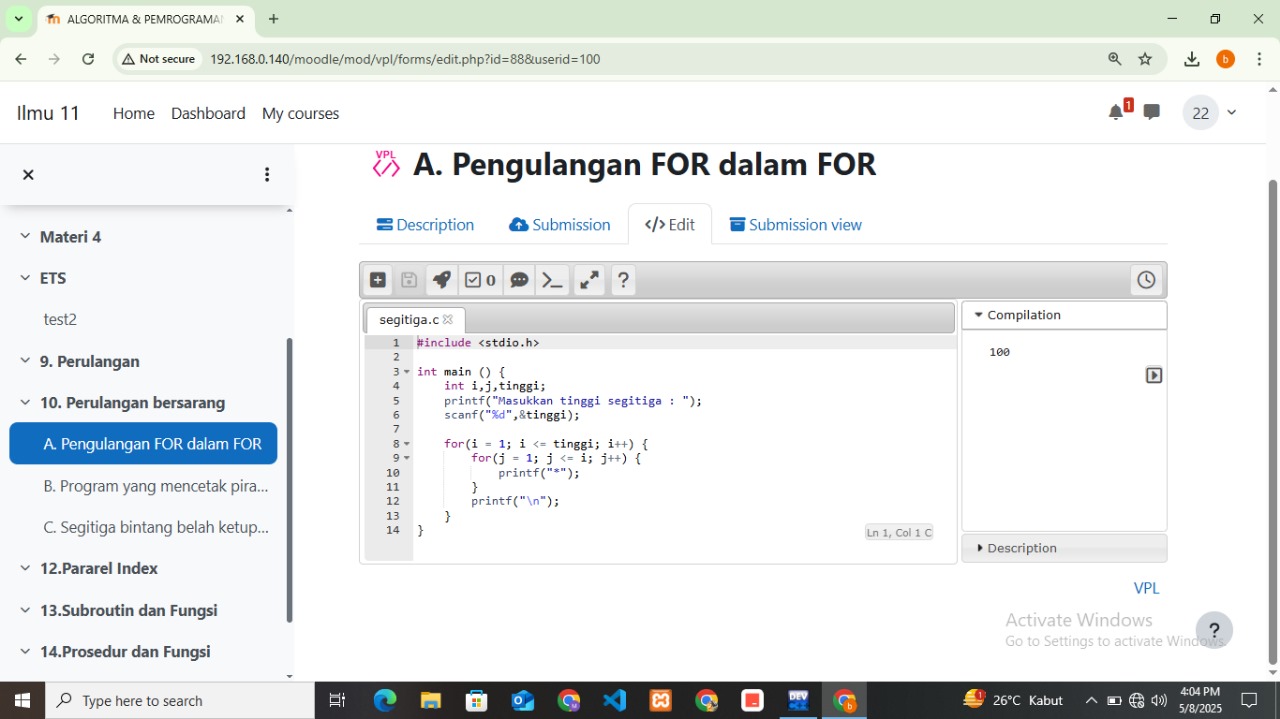 ALGORITMA & PEMROGRAMA
Not secure
192.168.0.140/moodle/mod/vpl/forms/edit.php?id=88&userid=100
b
Ilmu 11
Home
Dashboard
My courses
1
22
Materi 4
ETS
test2
9. Perulangan
10. Perulangan bersarang
A. Pengulangan FOR dalam FOR
B. Program yang mencetak pira...
C. Segitiga bintang belah ketup...
12.Pararel Index
13.Subroutin dan Fungsi
14.Prosedur dan Fungsi
VPL
A. Pengulangan FOR dalam FOR
Description
Submission
</> Edit
Submission view
0
?
segitiga.c
1 #include <stdio.h>
2
3 int main () {
4 int i,j,tinggi;
5 printf("Masukkan tinggi segitiga : ");
6 scanf("%d",&tinggi);
7
8 for(i = 1; i <= tinggi; i++) {
9 for(j = 1; j <= i; j++) {
10 printf("*");
11 }
12 printf("\n");
13 }
14 }
Ln 1, Col 1 C
Compilation
100
Description
VPL
Activate Windows
Go to Settings to activate Windows.
?
Type here to search
DEV
b
26°C Kabut
4:04 PM
5/8/2025